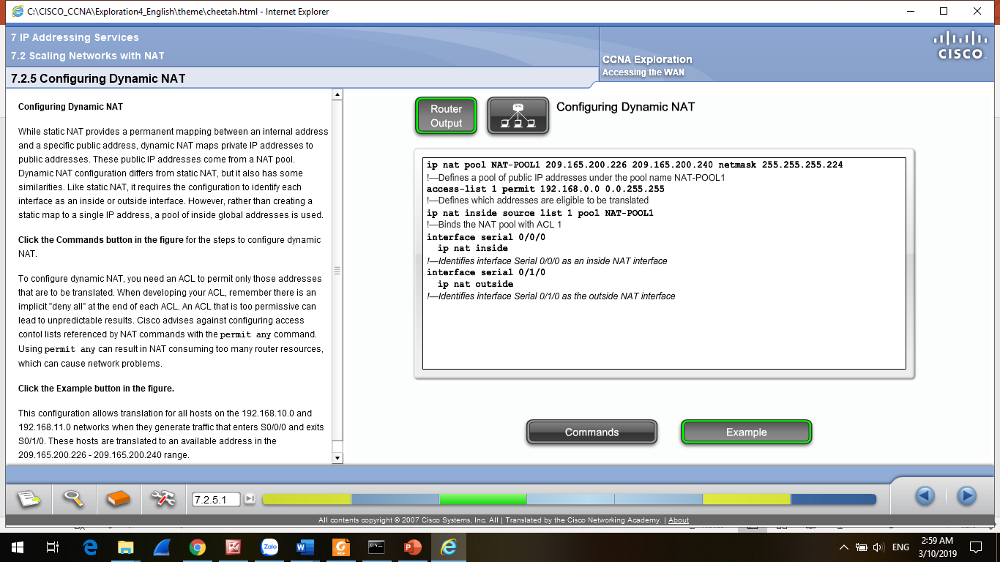 C:\CISCO_CCNA\Exploration4_English\theme\cheetah.html - Internet Explorer
7 IP Addressing Services
7.2 Scaling Networks with NAT
CCNA Exploration
Accessing the WAN
CISCO
7.2.5 Configuring Dynamic NAT
Configuring Dynamic NAT
While static NAT provides a permanent mapping between an internal address
and a specific public address, dynamic NAT maps private IP addresses to
public addresses. These public IP addresses come from a NAT pool.
Dynamic NAT configuration differs from static NAT, but it also has some
similarities. Like static NAT, it requires the configuration to identify each
interface as an inside or outside interface. However, rather than creating a
static map to a single IP address, a pool of inside global addresses is used.
Click the Commands button in the figure for the steps to configure dynamic
NAT.
To configure dynamic NAT, you need an ACL to permit only those addresses
that are to be translated. When developing your ACL, remember there is an
implicit "deny all" at the end of each ACL. An ACL that is too permissive can
lead to unpredictable results. Cisco advises against configuring access
contol lists referenced by NAT commands with the permit any command.
Using permit any can result in NAT consuming too many router resources,
which can cause network problems.
Click the Example button in the figure.
This configuration allows translation for all hosts on the 192.168.10.0 and
192.168.11.0 networks when they generate traffic that enters S0/0/0 and exits
S0/1/0. These hosts are translated to an available address in the
209.165.200.226 - 209.165.200.240 range.
Router
Output
Configuring Dynamic NAT
ip nat pool NAT-POOL1 209.165.200.226 209.165.200.240 netmask 255.255.255.224
!—Defines a pool of public IP addresses under the pool name NAT-POOL1
access-list 1 permit 192.168.0.0 0.0.255.255
!—Defines which addresses are eligible to be translated
ip nat inside source list 1 pool NAT-POOL1
!—Binds the NAT pool with ACL 1
interface serial 0/0/0
ip nat inside
!—Identifies interface Serial 0/0/0 as an inside NAT interface
interface serial 0/1/0
ip nat outside
!—Identifies interface Serial 0/1/0 as the outside NAT interface
Commands
Example
7.2.5.1
All contents copyright © 2007 Cisco Systems, Inc. All | Translated by the Cisco Networking Academy. | About
Zalo
PDF
ENG
2:59 AM
3/10/2019